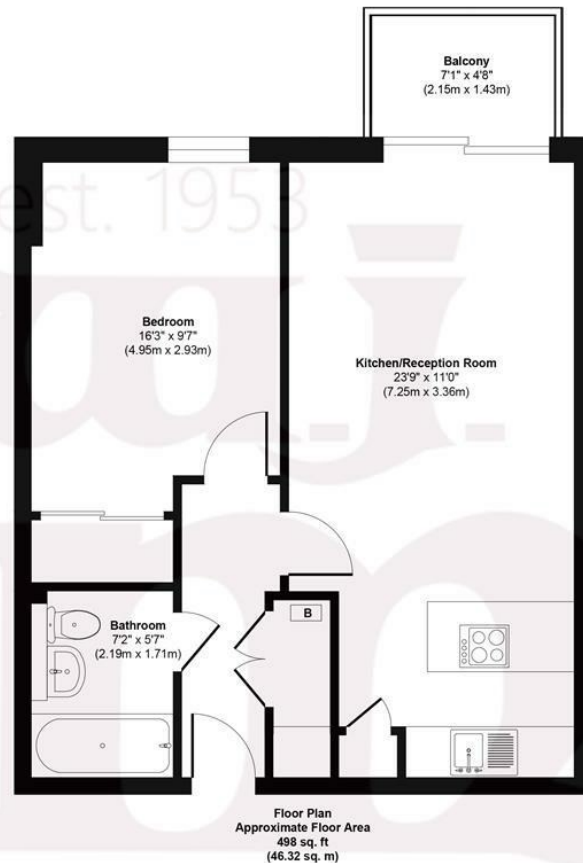 Balcony
7'1" x 4'8"
(2.15m x 1.43m)
est. 1953
Bedroom
16'3" x 9'7"
(4.95m x 2.93m)
Kitchen/Reception Room
23'9" x 11'0"
(7.25m x 3.36m)
B
Bathroom
7'2" x 5'7"
(2.19m x 1.71m)
Floor Plan
Approximate Floor Area
498 sq. ft
(46.32 sq. m)